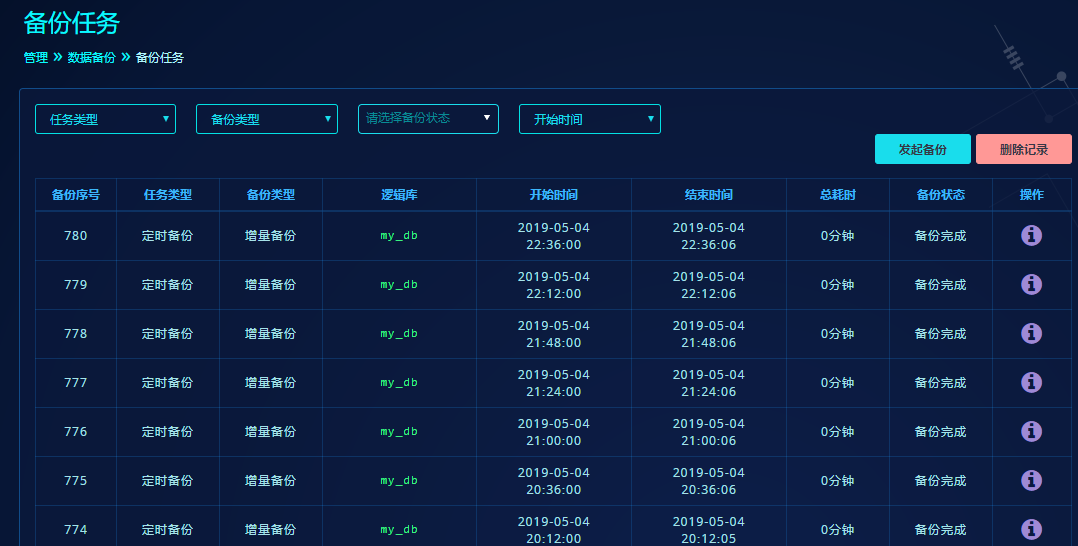 备份任务
管理 » 数据备份 » 备份任务
任务类型 备份类型 请选择备份状态 开始时间
发起备份 删除记录
备份序号 任务类型 备份类型 逻辑库 开始时间 结束时间 总耗时 备份状态 操作
780 定时备份 增量备份 my_db 2019-05-04 22:36:00 2019-05-04 22:36:06 0分钟 备份完成
779 定时备份 增量备份 my_db 2019-05-04 22:12:00 2019-05-04 22:12:06 0分钟 备份完成
778 定时备份 增量备份 my_db 2019-05-04 21:48:00 2019-05-04 21:48:06 0分钟 备份完成
777 定时备份 增量备份 my_db 2019-05-04 21:24:00 2019-05-04 21:24:06 0分钟 备份完成
776 定时备份 增量备份 my_db 2019-05-04 21:00:00 2019-05-04 21:00:06 0分钟 备份完成
775 定时备份 增量备份 my_db 2019-05-04 20:36:00 2019-05-04 20:36:06 0分钟 备份完成
774 定时备份 增量备份 my_db 2019-05-04 20:12:00 2019-05-04 20:12:05 0分钟 备份完成